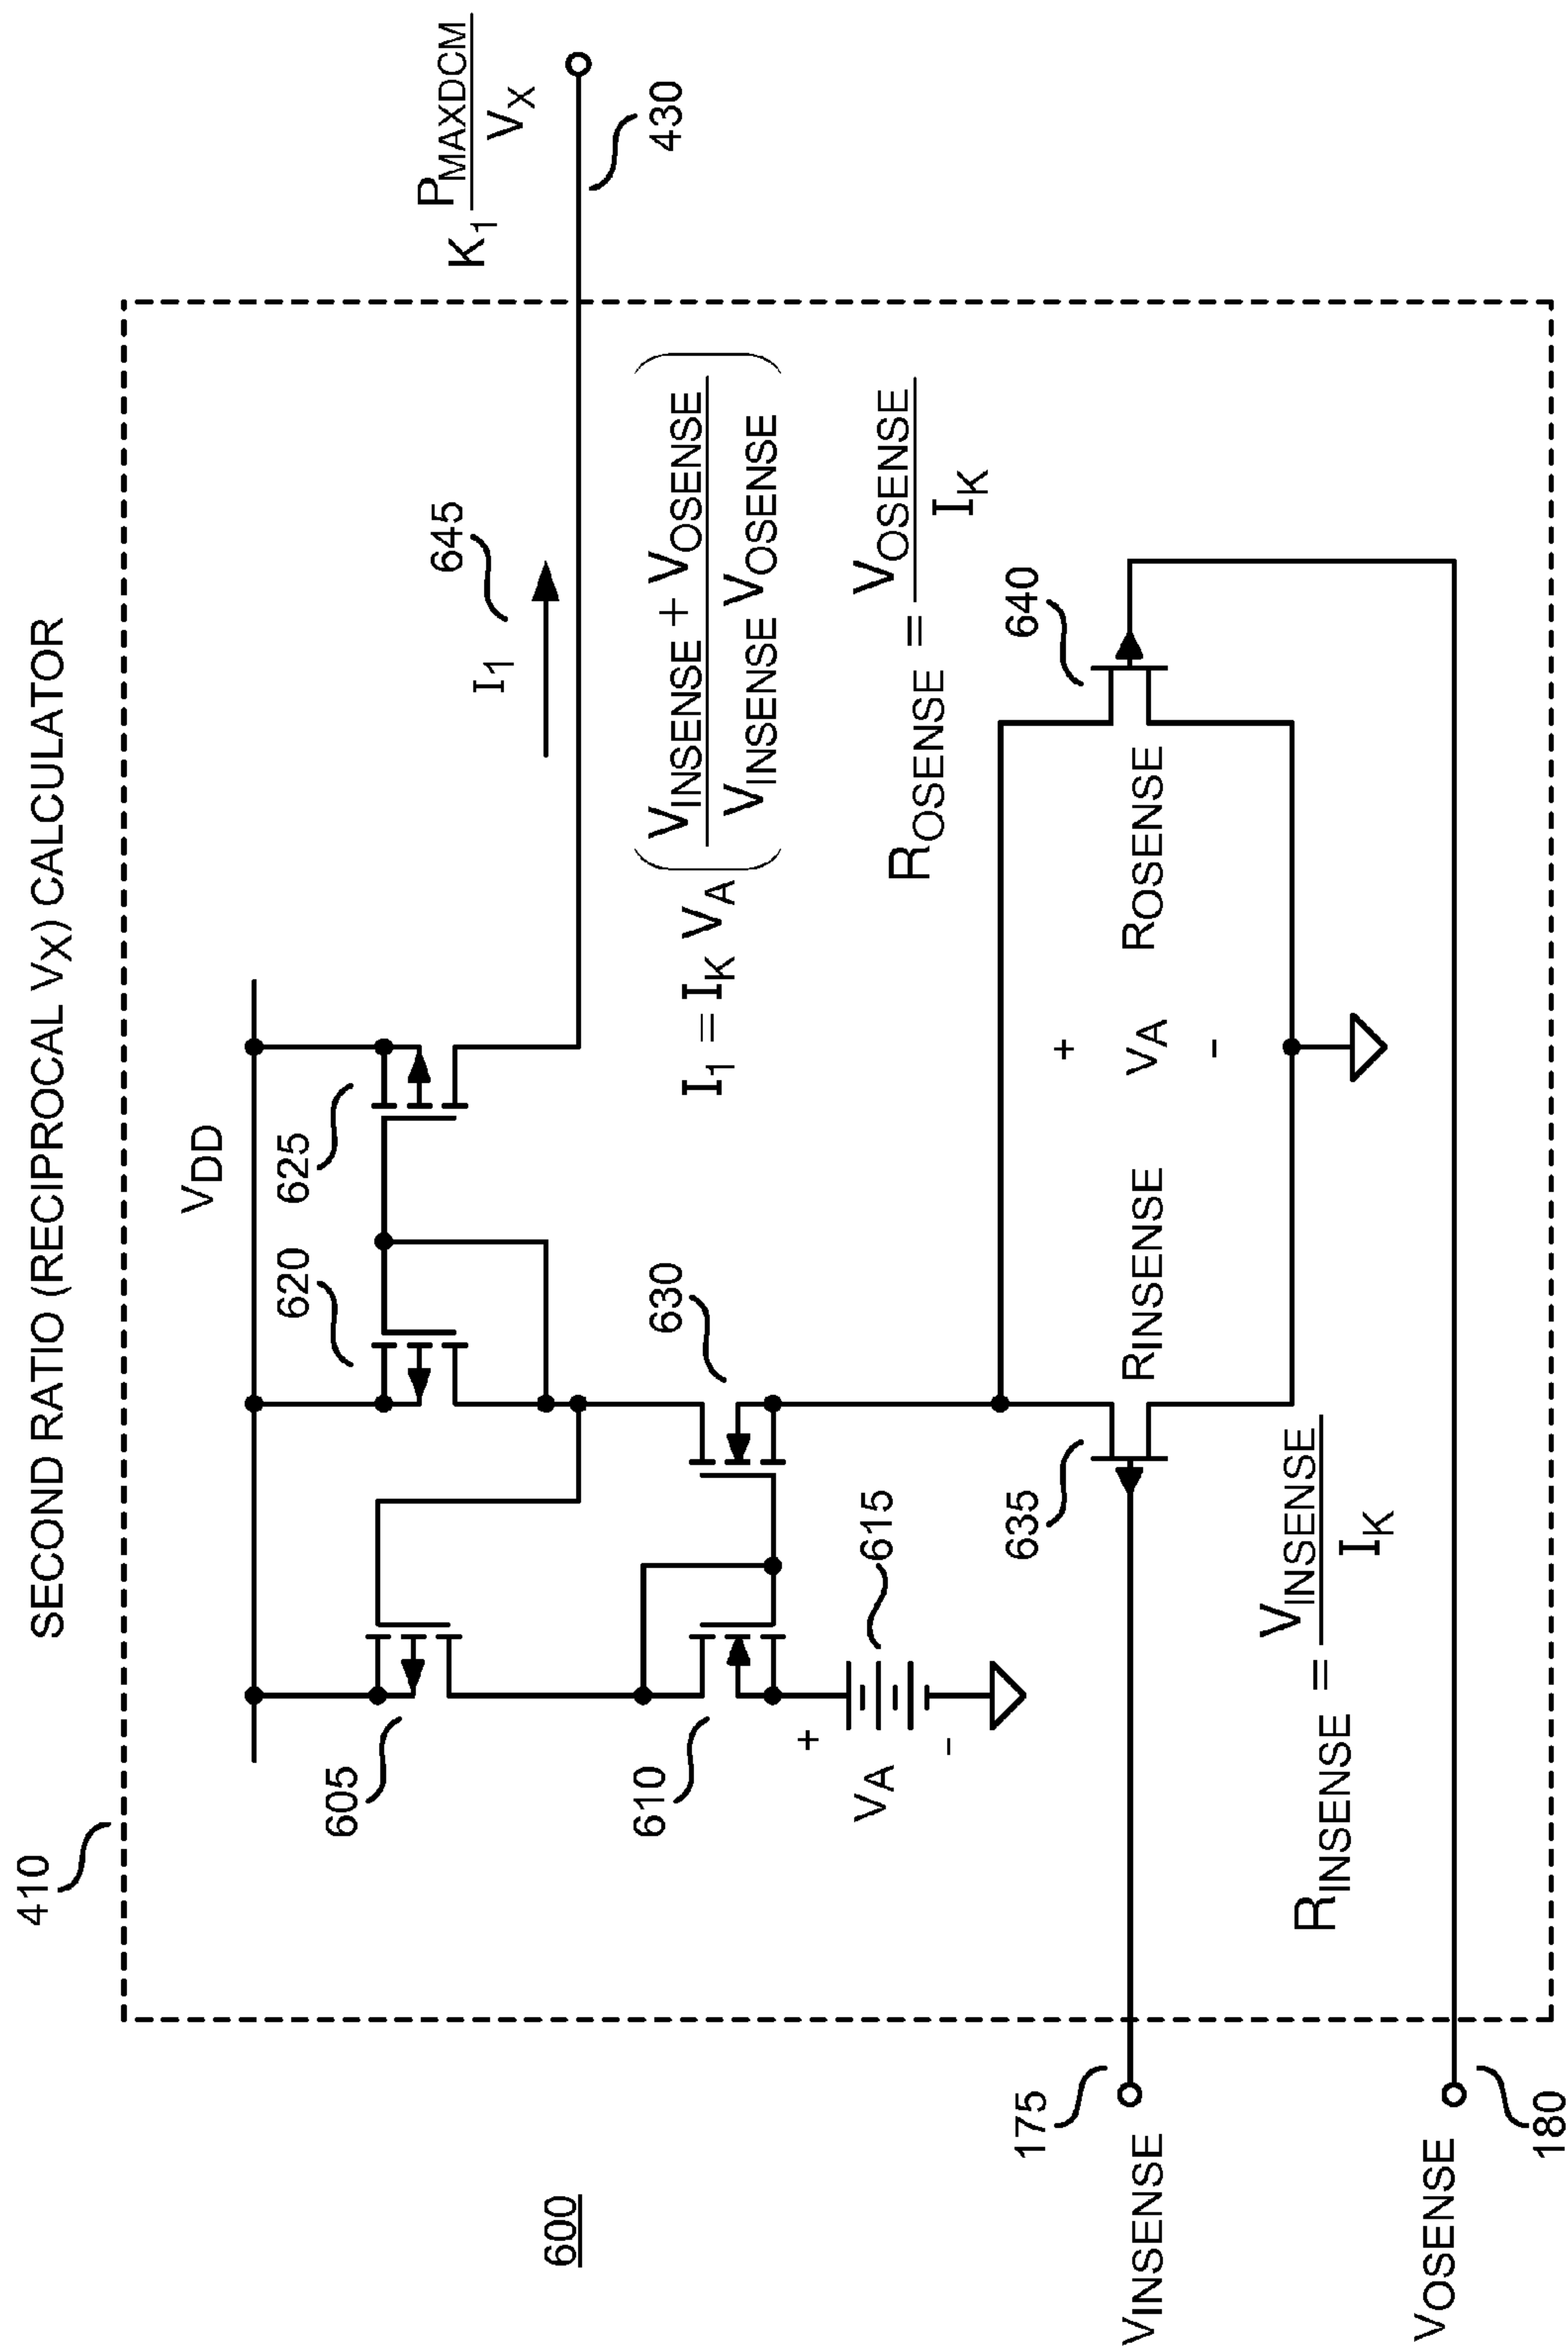 SECOND RATIO (RECIPROCAL VX) CALCULATOR
410
600
VDD
605
620
625
645
I1
K1 PMAXDCM
VX
430
610
630
VA
+
-
615
I1 = IK VA ( VINSENSE + VOSENSE
VINSENSE VOSENSE )
ROSENSE = VOSENSE
IK
635
640
175
VINSENSE
RINSENSE
+
VA
-
ROSENSE
RINSENSE = VINSENSE
IK
VOSENSE
180